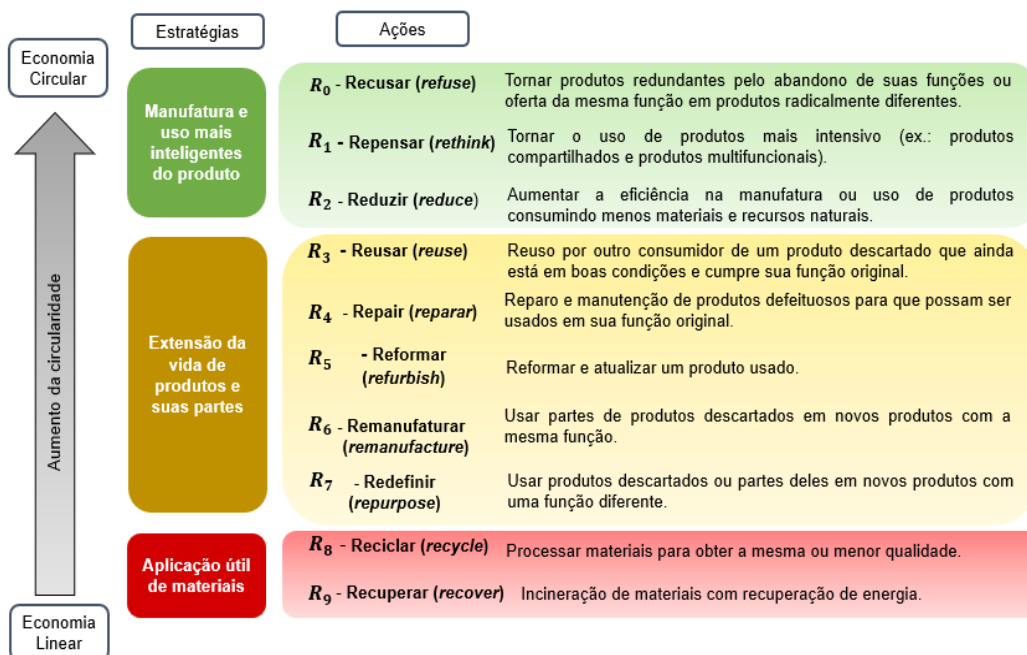 Estratégias
Ações
Economia
Circular
Aumento da circularidade
Economia
Linear
Manufatura e
uso mais
inteligentes
do produto
R0 - Recusar (refuse)
Tornar produtos redundantes pelo abandono de suas funções ou
oferta da mesma função em produtos radicalmente diferentes.
R1 - Repensar (rethink)
Tornar o uso de produtos mais intensivo (ex.: produtos
compartilhados e produtos multifuncionais).
R2 - Reduzir (reduce)
Aumentar a eficiência na manufatura ou uso de produtos
consumindo menos materiais e recursos naturais.
Extensão da
vida de
produtos e
suas partes
R3 - Reusar (reuse)
Reuso por outro consumidor de um produto descartado que ainda
está em boas condições e cumpre sua função original.
R4 - Repair (reparar)
Reparo e manutenção de produtos defeituosos para que possam ser
usados em sua função original.
R5 - Reformar
(refurbish)
Reformar e atualizar um produto usado.
R6 - Remanufaturar
(remanufacture)
Usar partes de produtos descartados em novos produtos com a
mesma função.
R7 - Redefinir
(repurpose)
Usar produtos descartados ou partes deles em novos produtos com
uma função diferente.
Aplicação útil
de materiais
R8 - Reciclar (recycle)
Processar materiais para obter a mesma ou menor qualidade.
R9 - Recuperar (recover)
Incineração de materiais com recuperação de energia.